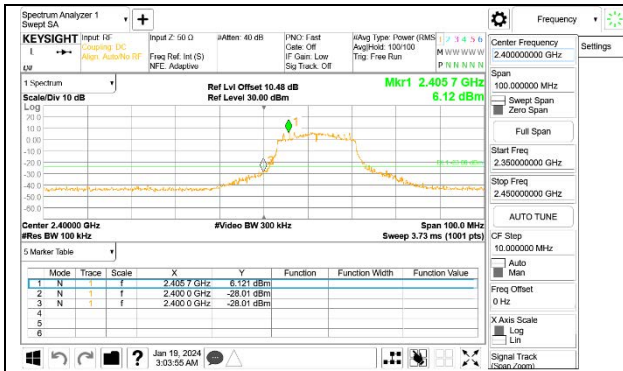 Spectrum Analyzer 1
Swept SA
+
Frequency
KEYSIGHT
Input: RF
Coupling: DC
Align: Auto/No RF
Input Z: 50 Ω
Freq Ref: Int (S)
NFE: Adaptive
#Atten: 40 dB
PNO: Fast
Gate: Off
IF Gain: Low
Sig Track: Off
#Avg Type: Power (RMS
Avg|Hold: 100/100
Trig: Free Run
1 2 3 4 5 6
M W W W W W
P N N N N N
L
1 Spectrum
Scale/Div 10 dB
Log
Ref Lvl Offset 10.48 dB
Ref Level 30.00 dBm
Mkr1 2.405 7 GHz
6.12 dBm
20.0
10.0
0.00
-10.0
-20.0
-30.0
-40.0
-50.0
-60.0
1
Center 2.40000 GHz
#Res BW 100 kHz
#Video BW 300 kHz
Span 100.0 MHz
Sweep 3.73 ms (1001 pts)
5 Marker Table
Mode Trace Scale X Y Function Function Width Function Value
1 N 1 f 2.405 7 GHz 6.121 dBm
2 N 1 f 2.400 0 GHz -28.01 dBm
3 N 1 f 2.400 0 GHz -28.01 dBm
4
5
6
?
Jan 19, 2024
3:03:55 AM
Center Frequency
2.400000000 GHz
Settings
Span
100.000000 MHz
Swept Span
Zero Span
Full Span
Start Freq
2.350000000 GHz
Stop Freq
2.450000000 GHz
AUTO TUNE
CF Step
10.000000 MHz
Auto
Man
Freq Offset
0 Hz
X Axis Scale
Log
Lin
Signal Track
(Span Zoom)